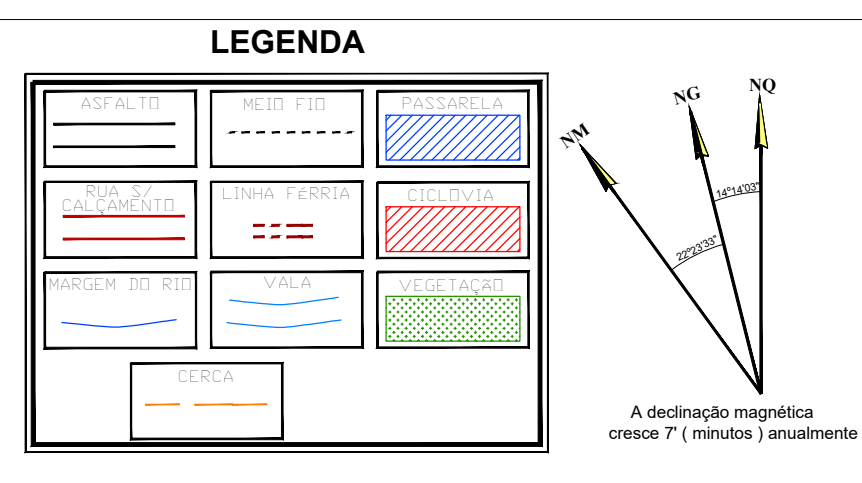 LEGENDA
ASFALTO
MEIO FIO
PASSARELA
RUA S/
CALÇAMENTO
LINHA FÉRRIA
CICLOVIA
MARGEM DO RIO
VALA
VEGETAÇÃO
CERCA
NM
NG
NQ
14°14'03"
22°23'33"
A declinação magnética
cresce 7' ( minutos ) anualmente